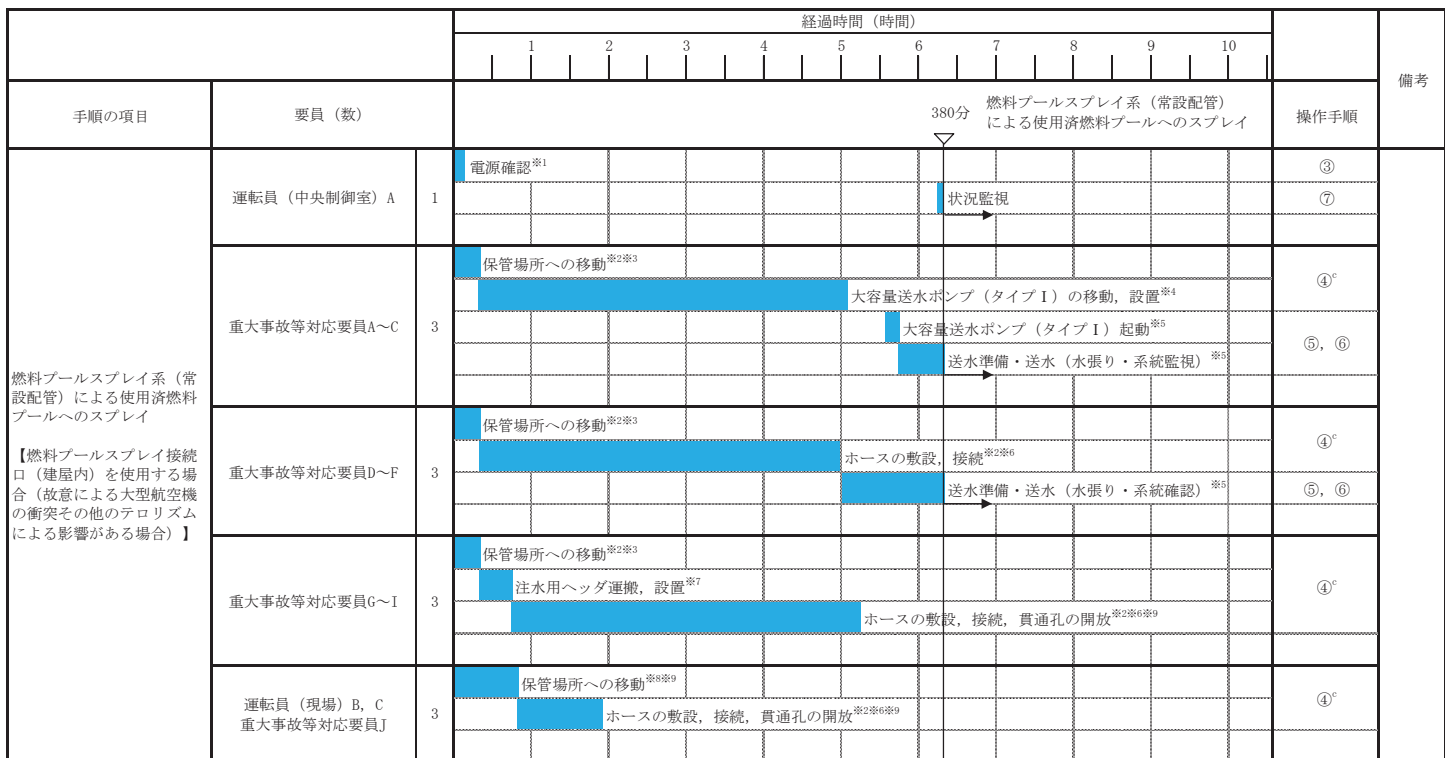 経過時間（時間）
1 2 3 4 5 6 7 8 9 10
備考
手順の項目
要員（数）
380分
燃料プールスプレイ系（常設配管）
による使用済燃料プールへのスプレイ
操作手順
燃料プールスプレイ系（常
設配管）による使用済燃料
プールへのスプレイ
【燃料プールスプレイ接続
口（建屋内）を使用する場
合（故意による大型航空機
の衝突その他のテロリズム
による影響がある場合）】
運転員（中央制御室）A
1
電源確認※1
③
状況監視
⑦
重大事故等対応要員A～C
3
保管場所への移動※2※3
大容量送水ポンプ（タイプⅠ）の移動，設置※4
④c
大容量送水ポンプ（タイプⅠ）起動※5
送水準備・送水（水張り・系統監視）※5
⑤，⑥
重大事故等対応要員D～F
3
保管場所への移動※2※3
ホースの敷設，接続※2※6
④c
送水準備・送水（水張り・系統確認）※5
⑤，⑥
重大事故等対応要員G～I
3
保管場所への移動※2※3
注水用ヘッダ運搬，設置※7
ホースの敷設，接続，貫通孔の開放※2※6※9
④c
運転員（現場）B，C
重大事故等対応要員J
3
保管場所への移動※8※9
ホースの敷設，接続，貫通孔の開放※2※6※9
④c